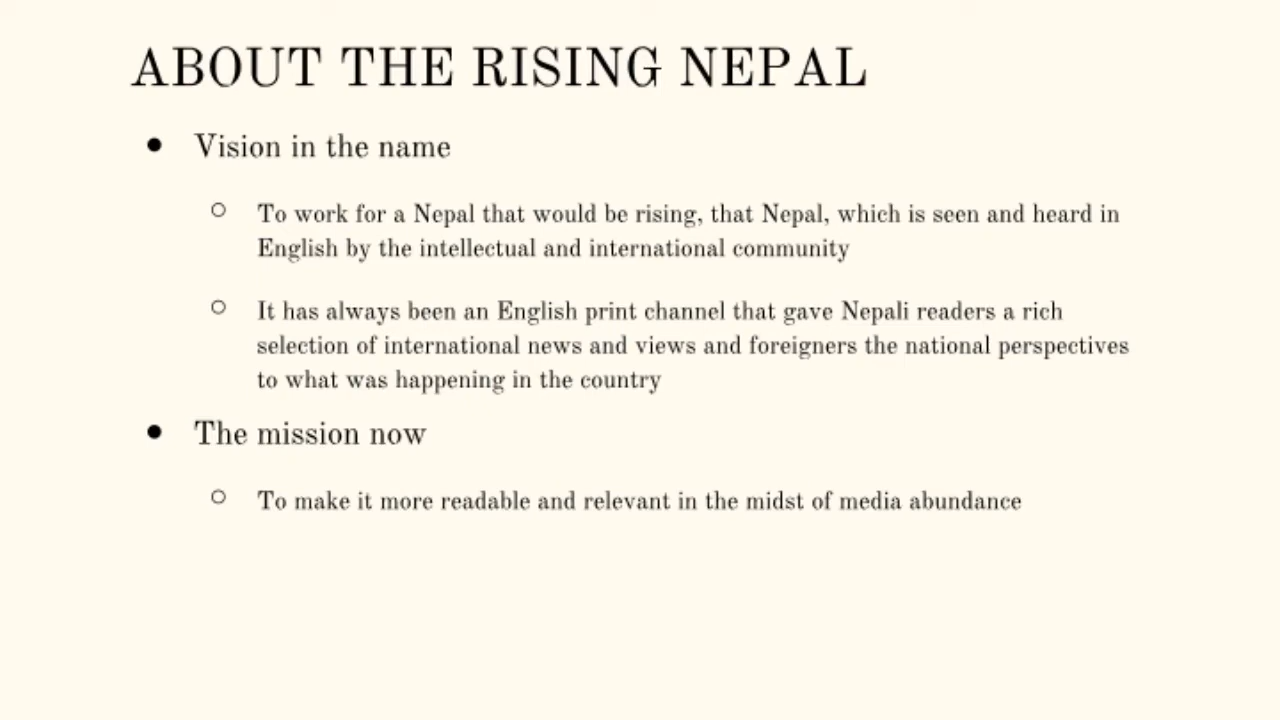 ABOUT THE RISING NEPAL
● Vision in the name
○ To work for a Nepal that would be rising, that Nepal, which is seen and heard in
English by the intellectual and international community
○ It has always been an English print channel that gave Nepali readers a rich
selection of international news and views and foreigners the national perspectives
to what was happening in the country
● The mission now
○ To make it more readable and relevant in the midst of media abundance